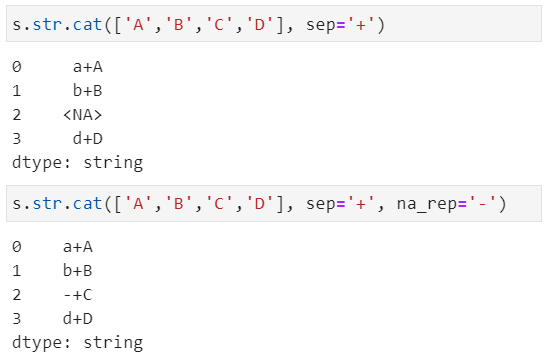 s.str.cat(['A','B','C','D'], sep='+')
0     a+A
1     b+B
2    <NA>
3     d+D
dtype: string
s.str.cat(['A','B','C','D'], sep='+', na_rep='-')
0    a+A
1    b+B
2    -+C
3    d+D
dtype: string